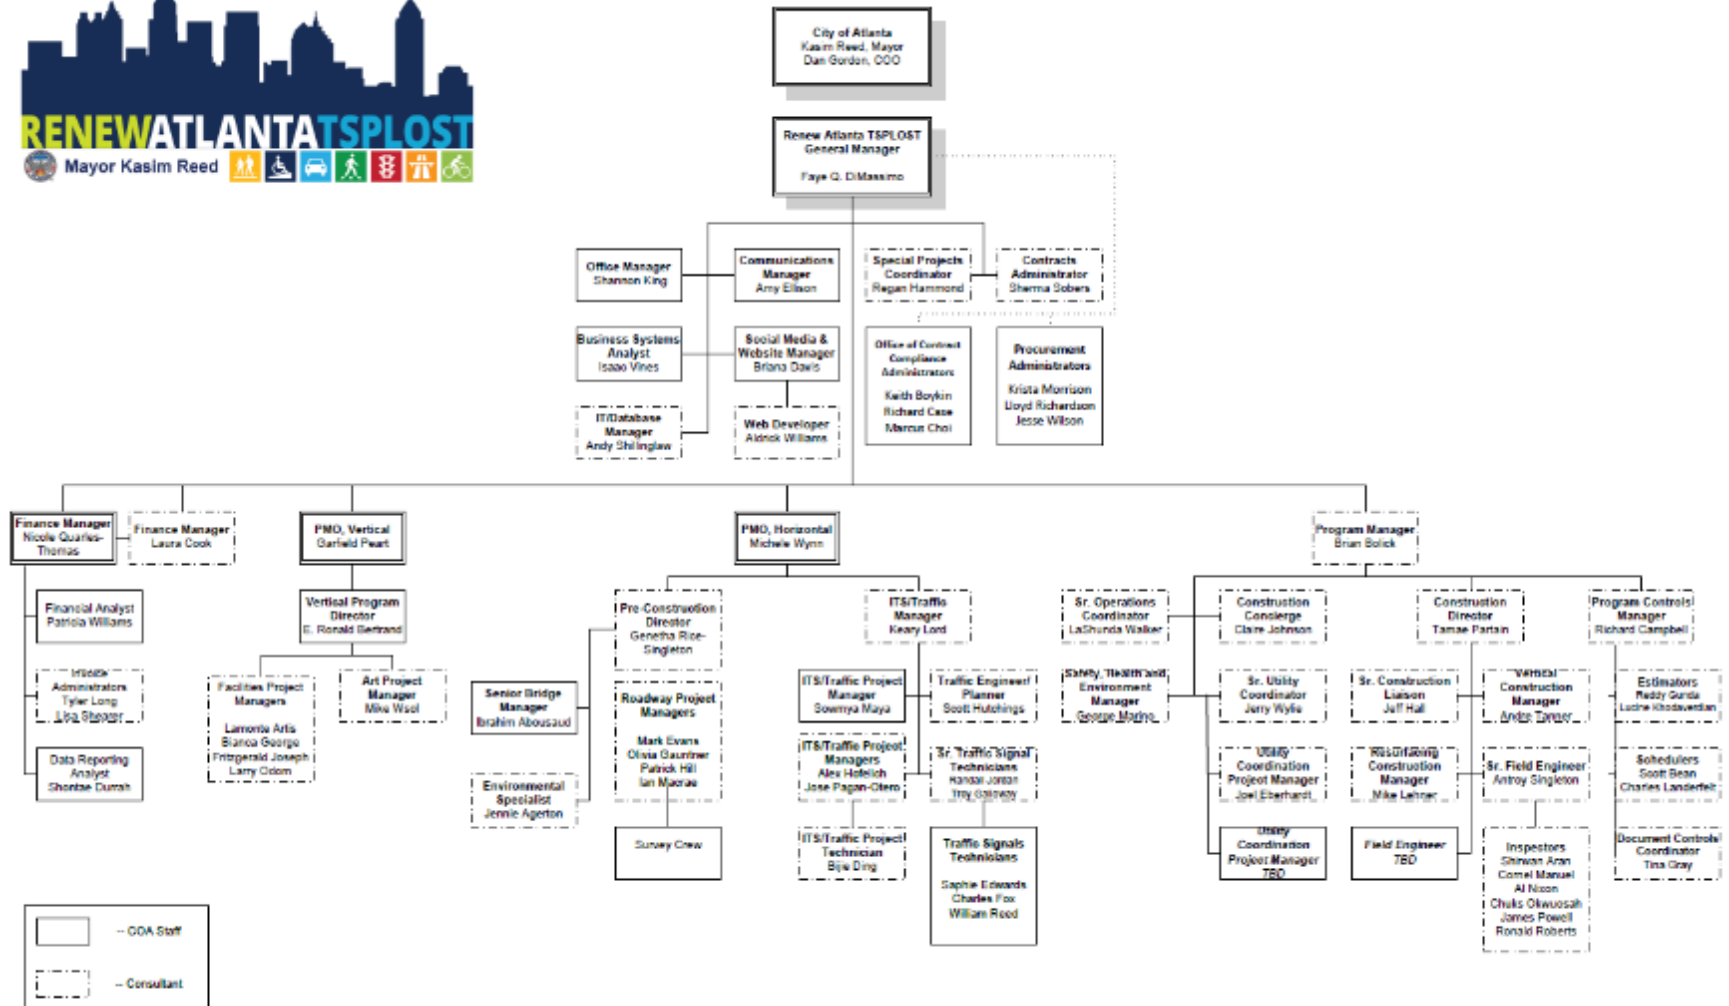 RENEWATLANTATSPLOST
Mayor Kasim Reed
City of Atlanta
Kasim Reed, Mayor
Dan Gordon, COO
Renew Atlanta TSPLOST
General Manager
Faye Q. DiMassimo
Office Manager
Shannon King
Communications
Manager
Amy Ellison
Special Projects
Coordinator
Regan Hammond
Contracts
Administrator
Sherma Sobers
Business Systems
Analyst
Isaac Vines
Social Media &
Website Manager
Briana Davis
Office of Contract
Compliance
Administrators
Keith Boykin
Richard Case
Marcus Choi
Procurement
Administrators
Krista Morrison
Lloyd Richardson
Jesse Wilson
IT/Database
Manager
Andy Shillinglaw
Web Developer
Aldrick Williams
Finance Manager
Nicole Quarles-
Thomas
Finance Manager
Laura Cook
PMO, Vertical
Garfield Peart
PMO, Horizontal
Michele Wynn
Program Manager
Brian Bolick
Financial Analyst
Patricia Williams
Administrators
Tyler Long
Lisa Shearer
Data Reporting
Analyst
Shontae Durrah
Vertical Program
Director
E. Ronald Bertrand
Facilities Project
Managers
Lamonte Artis
Bianca George
Fritzgerald Joseph
Larry Odom
Art Project
Manager
Mike Wsol
Pre-Construction
Director
Genetha Rice-
Singleton
Senior Bridge
Manager
Ibrahim Abousaud
Environmental
Specialist
Jennie Agerton
Roadway Project
Managers
Mark Evans
Olivia Gauntner
Patrick Hill
Ian Macrae
Survey Crew
ITS/Traffic
Manager
Keary Lord
ITS/Traffic Project
Manager
Sowmya Maya
Traffic Engineer/
Planner
Scott Hutchings
ITS/Traffic Project
Managers
Alex Hofelich
Jose Pagan-Otero
Sr. Traffic Signal
Technicians
Randall Jordan
Troy Galloway
ITS/Traffic Project
Technician
Bijie Ding
Traffic Signals
Technicians
Saphie Edwards
Charles Fox
William Reed
Sr. Operations
Coordinator
LaShunda Walker
Construction
Concierge
Claire Johnson
Safety, Health and
Environment
Manager
George Marino
Sr. Utility
Coordinator
Jerry Wylie
Utility
Coordination
Project Manager
Joel Eberhardt
Utility
Coordination
Project Manager
TBD
Construction
Director
Tamae Partain
Sr. Construction
Liaison
Jeff Hall
Vertical
Construction
Manager
Andre Tanner
Resurfacing
Construction
Manager
Mike Lehner
Sr. Field Engineer
Antroy Singleton
Field Engineer
TBD
Inspectors
Shirwan Aran
Cornel Manuel
Al Nixon
Chuks Okwuosah
James Powell
Ronald Roberts
Program Controls
Manager
Richard Campbell
Estimators
Reddy Gunda
Lucine Khodaverdian
Schedulers
Scott Bean
Charles Landerfelt
Document Controls
Coordinator
Tina Gray
-- COA Staff
-- Consultant